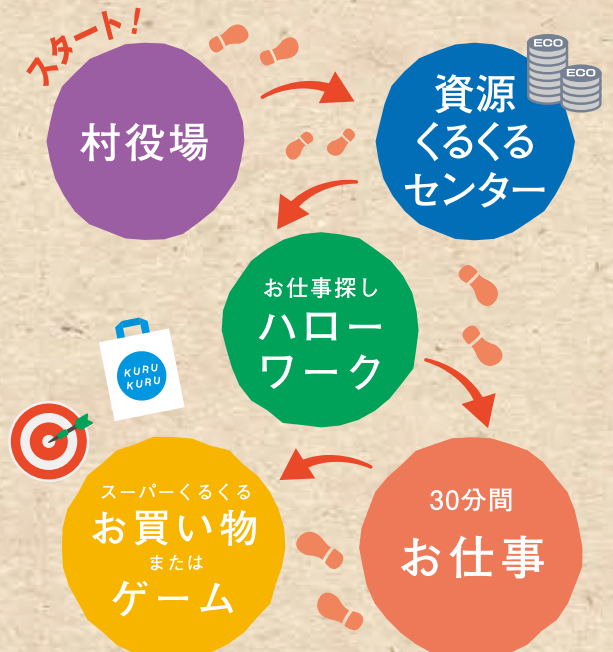 スタート!
村役場
ECO
ECO
資源
くるくる
センター
お仕事探し
ハロー
ワーク
KURU
KURU
30分間
お仕事
スーパーくるくる
お買い物
または
ゲーム